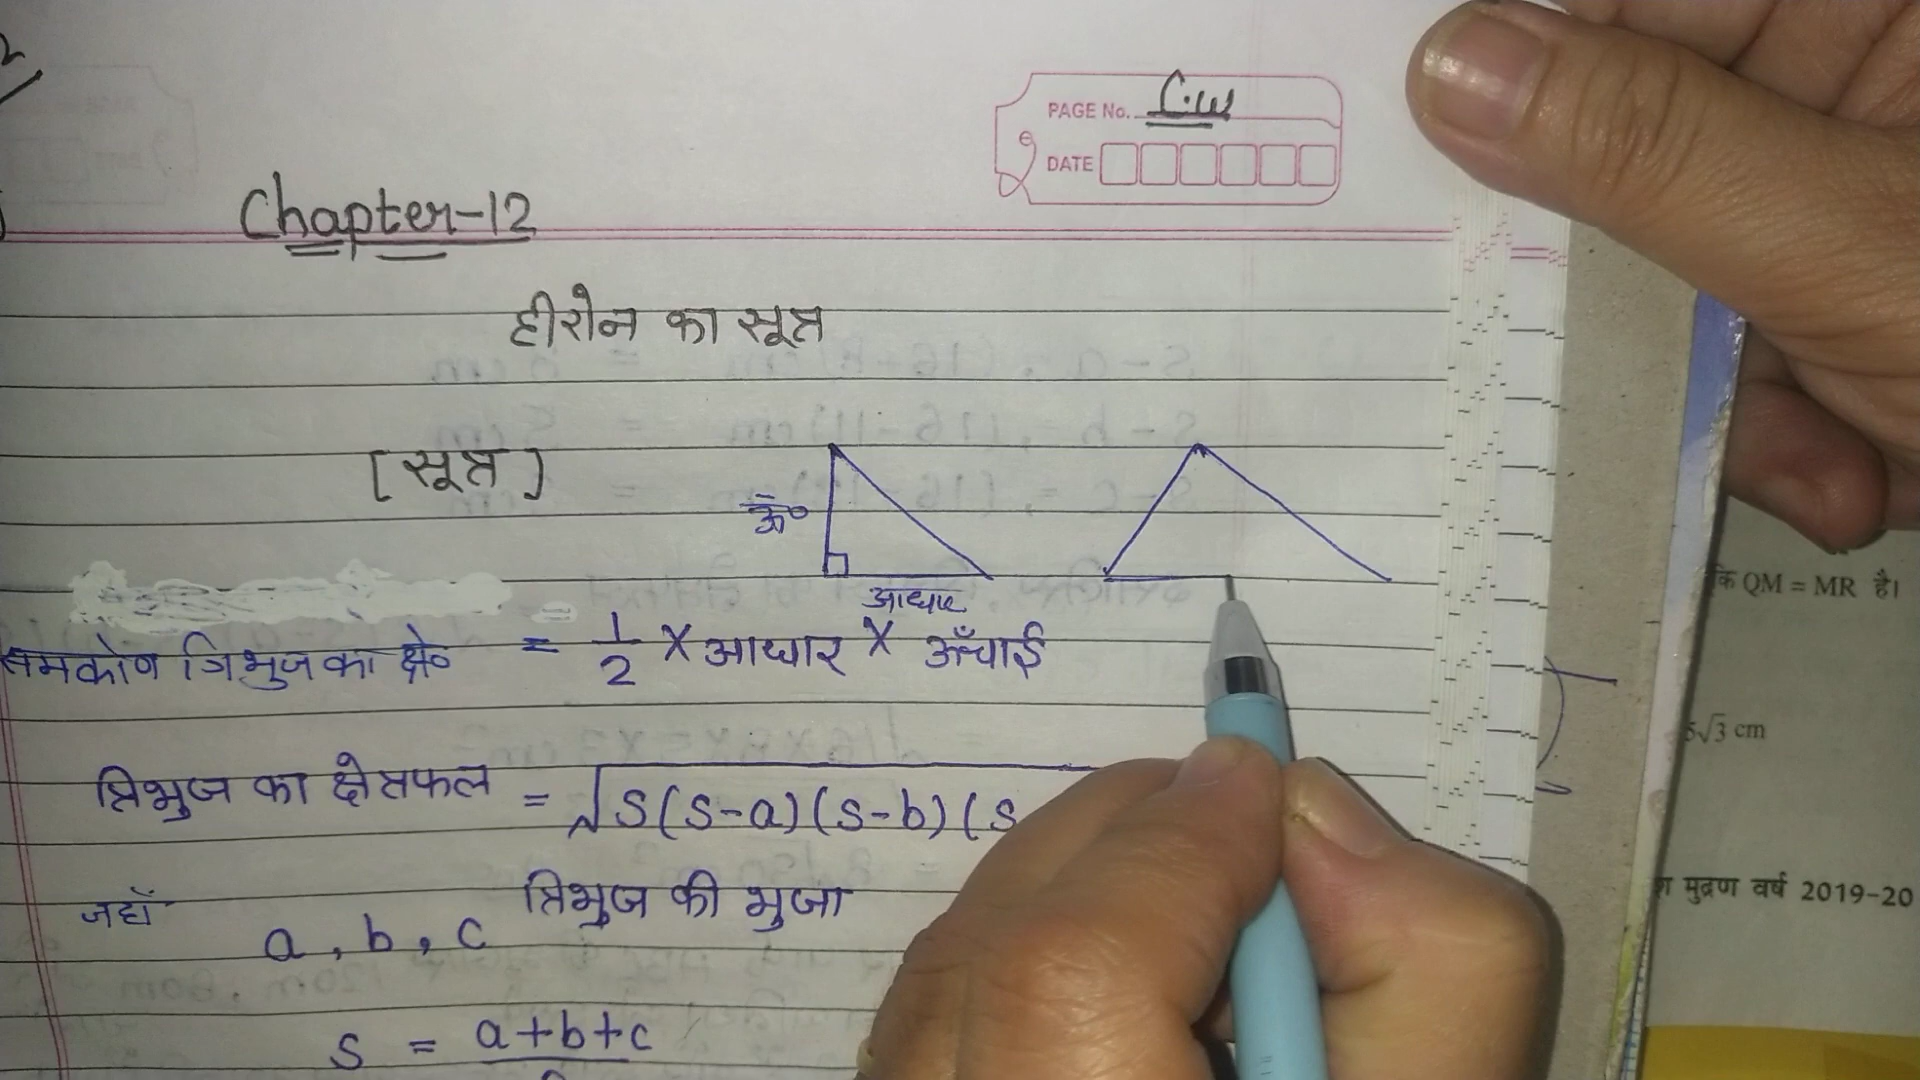 PAGE No. C.W
DATE
Chapter-12
हीरोन का सूत्र
[सूत्र]
ऊँ०
आधार
समकोण त्रिभुज का क्षे० = 1/2 × आधार × ऊँचाई
त्रिभुज का क्षेत्रफल = √S(S-a)(S-b)(S
जहाँ a, b, c त्रिभुज की भुजा
S = a+b+c
के QM = MR है।
5√3 cm
मुद्रण वर्ष 2019-20